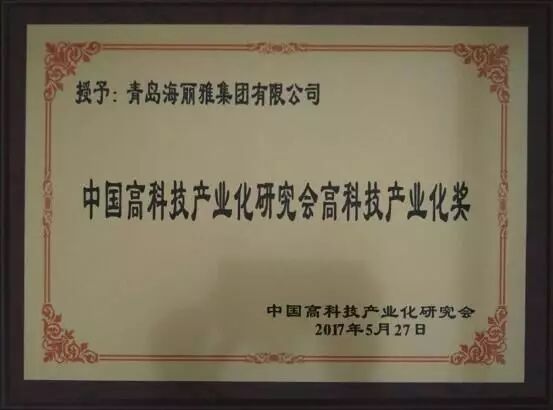 授予：青岛海丽雅集团有限公司
中国高科技产业化研究会高科技产业化奖
中国高科技产业化研究会
2017年5月27日